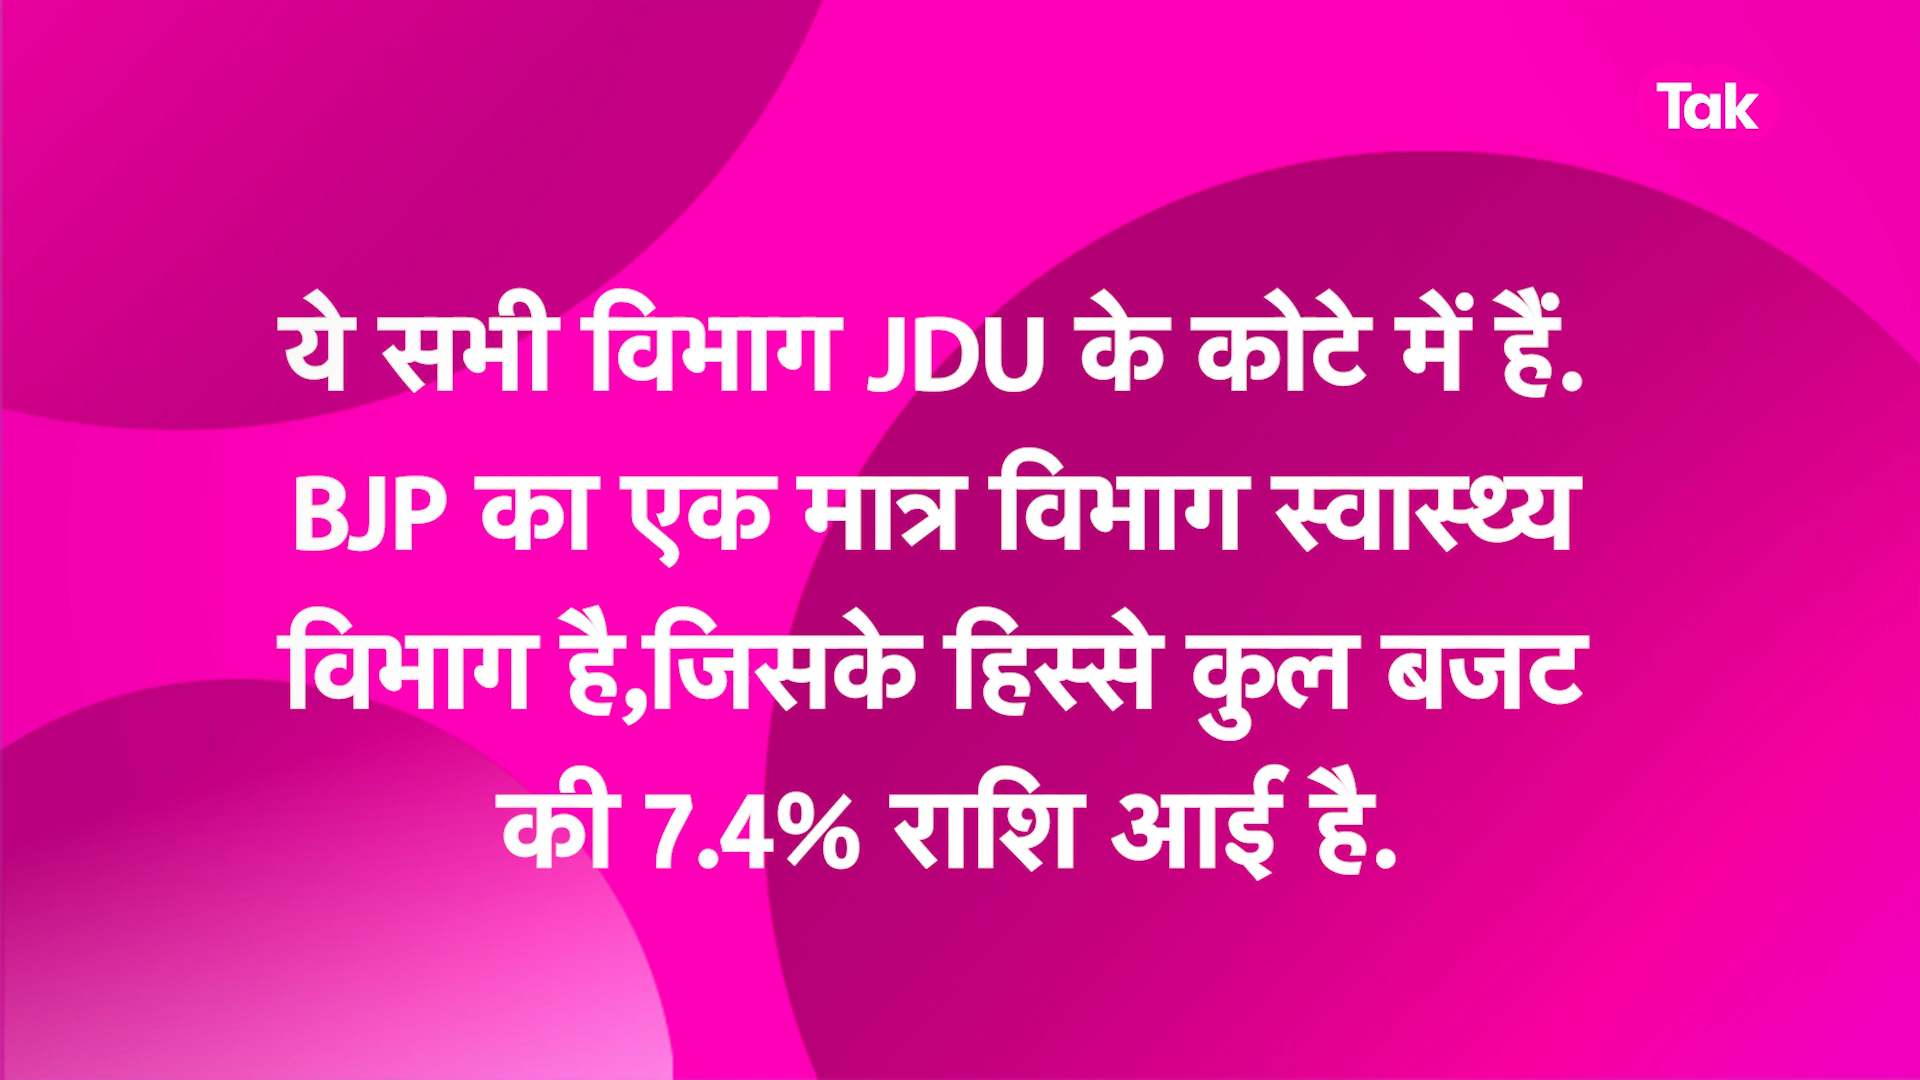 Tak
ये सभी विभाग JDU के कोटे में हैं.
BJP का एक मात्र विभाग स्वास्थ्य
विभाग है,जिसके हिस्से कुल बजट
की 7.4% राशि आई है.